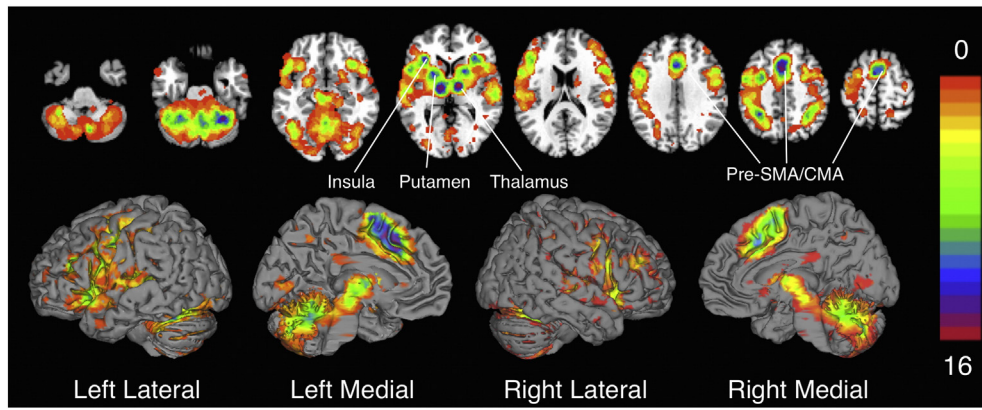 0
Insula
Putamen
Thalamus
Pre-SMA/CMA
16
Left Lateral
Left Medial
Right Lateral
Right Medial